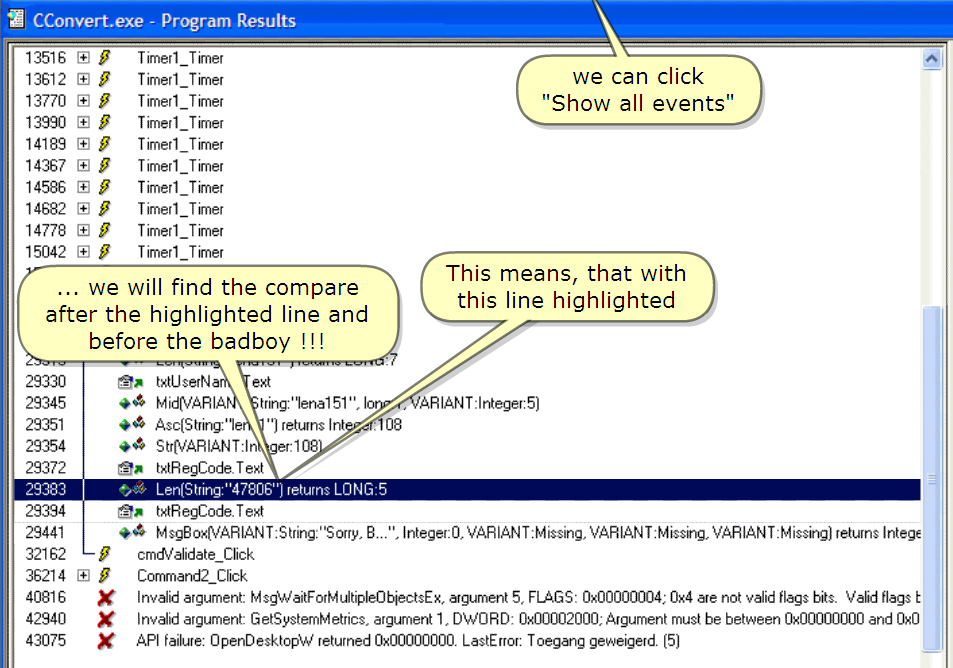 CConvert.exe - Program Results
13516 Timer1_Timer
13612 Timer1_Timer
13770 Timer1_Timer
13990 Timer1_Timer
14189 Timer1_Timer
14367 Timer1_Timer
14586 Timer1_Timer
14682 Timer1_Timer
14778 Timer1_Timer
15042 Timer1_Timer
we can click
"Show all events"
This means, that with
this line highlighted
... we will find the compare
after the highlighted line and
before the badboy !!!
returns LONG:7
29330 txtUserName.Text
29345 Mid(VARIANT:String:"lena151", long:1, VARIANT:Integer:5)
29351 Asc(String:"lena1") returns Integer:108
29354 Str(VARIANT:Integer:108)
29372 txtRegCode.Text
29383 Len(String:"47806") returns LONG:5
29394 txtRegCode.Text
29441 MsgBox(VARIANT:String:"Sorry, B...", Integer:0, VARIANT:Missing, VARIANT:Missing, VARIANT:Missing) returns Intege
32162 cmdValidate_Click
36214 Command2_Click
40816 Invalid argument: MsgWaitForMultipleObjectsEx, argument 5, FLAGS: 0x00000004; 0x4 are not valid flags bits. Valid flags b
42940 Invalid argument: GetSystemMetrics, argument 1, DWORD: 0x00002000; Argument must be between 0x00000000 and 0x0
43075 API failure: OpenDesktopW returned 0x00000000. LastError: Toegang geweigerd. (5)